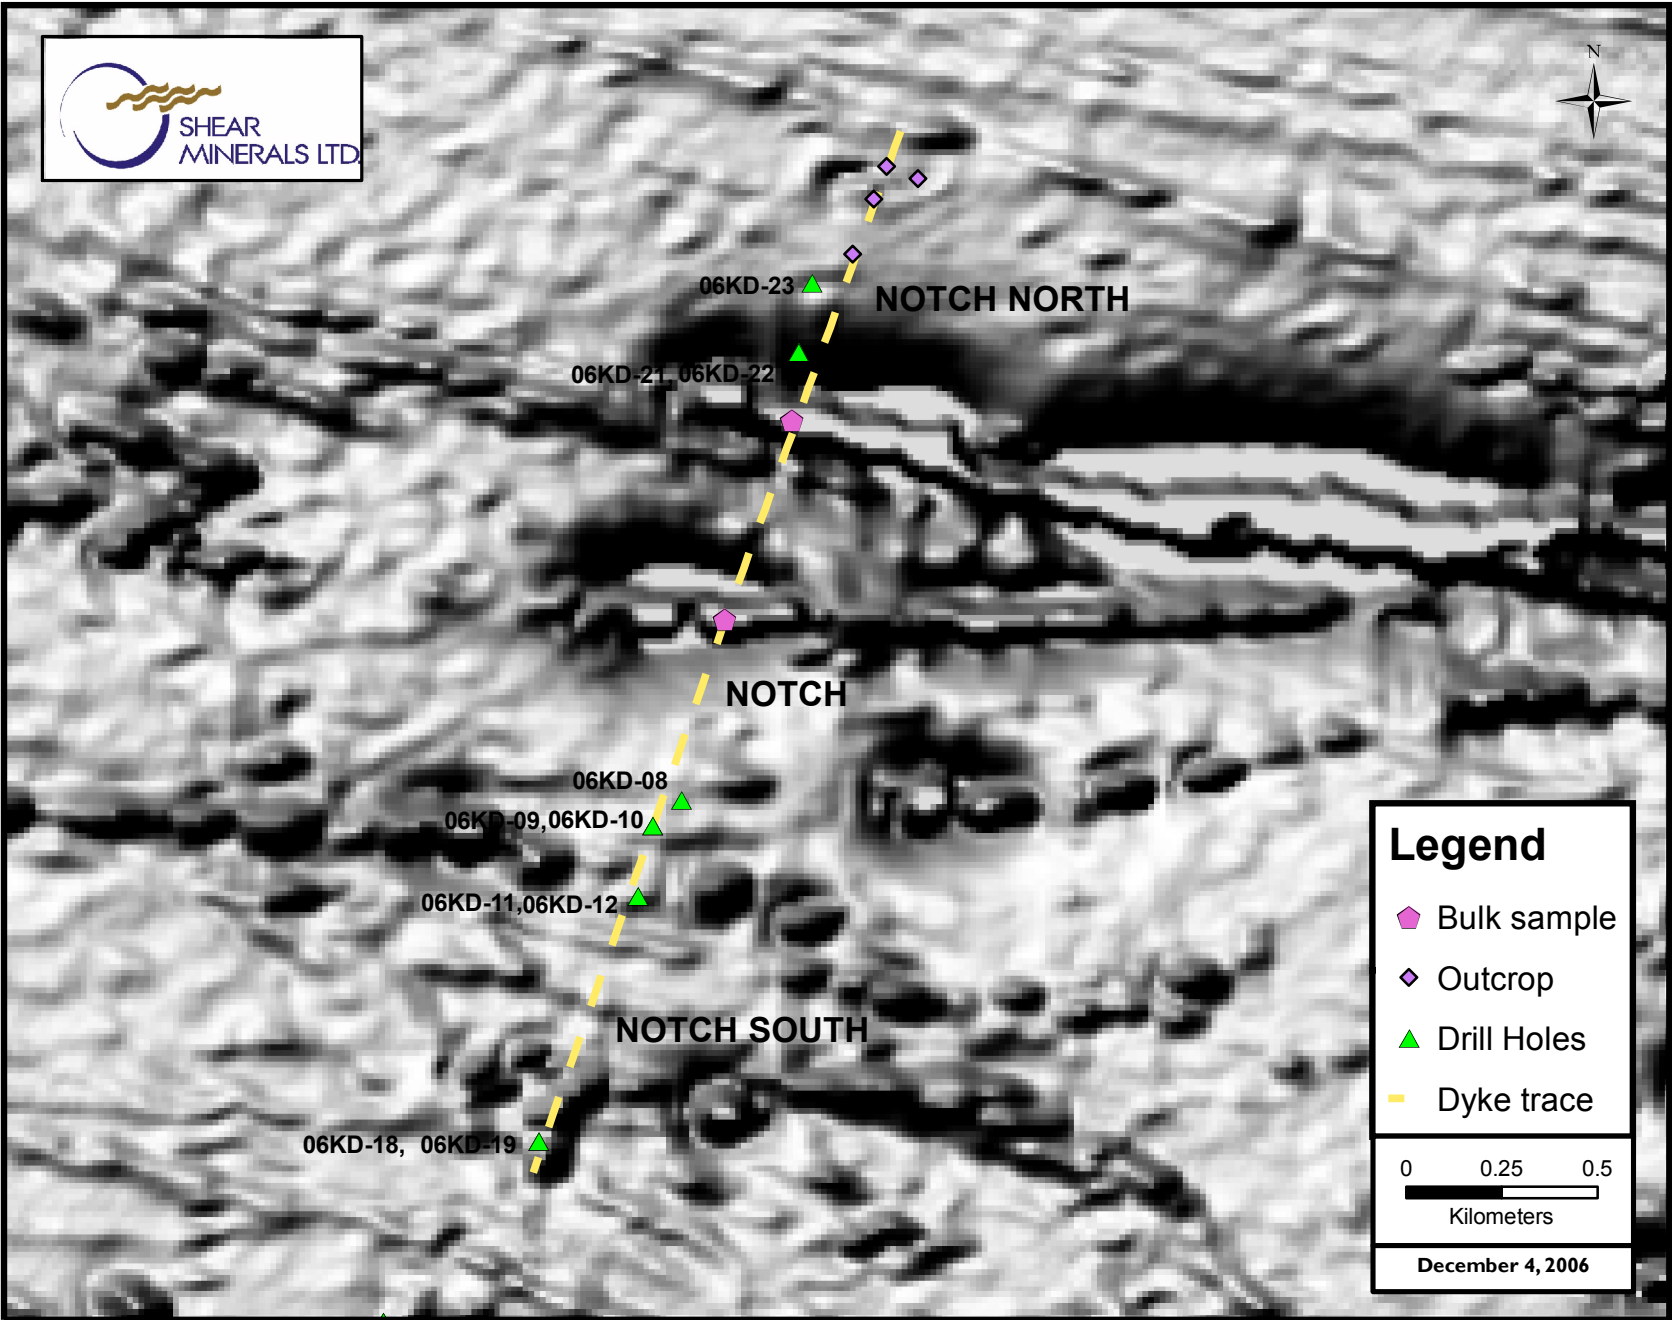 SHEAR
MINERALS LTD.
N
06KD-23
NOTCH NORTH
06KD-21, 06KD-22
NOTCH
06KD-08
06KD-09,06KD-10
06KD-11,06KD-12
NOTCH SOUTH
06KD-18, 06KD-19
Legend
Bulk sample
Outcrop
Drill Holes
Dyke trace
0 0.25 0.5
Kilometers
December 4, 2006